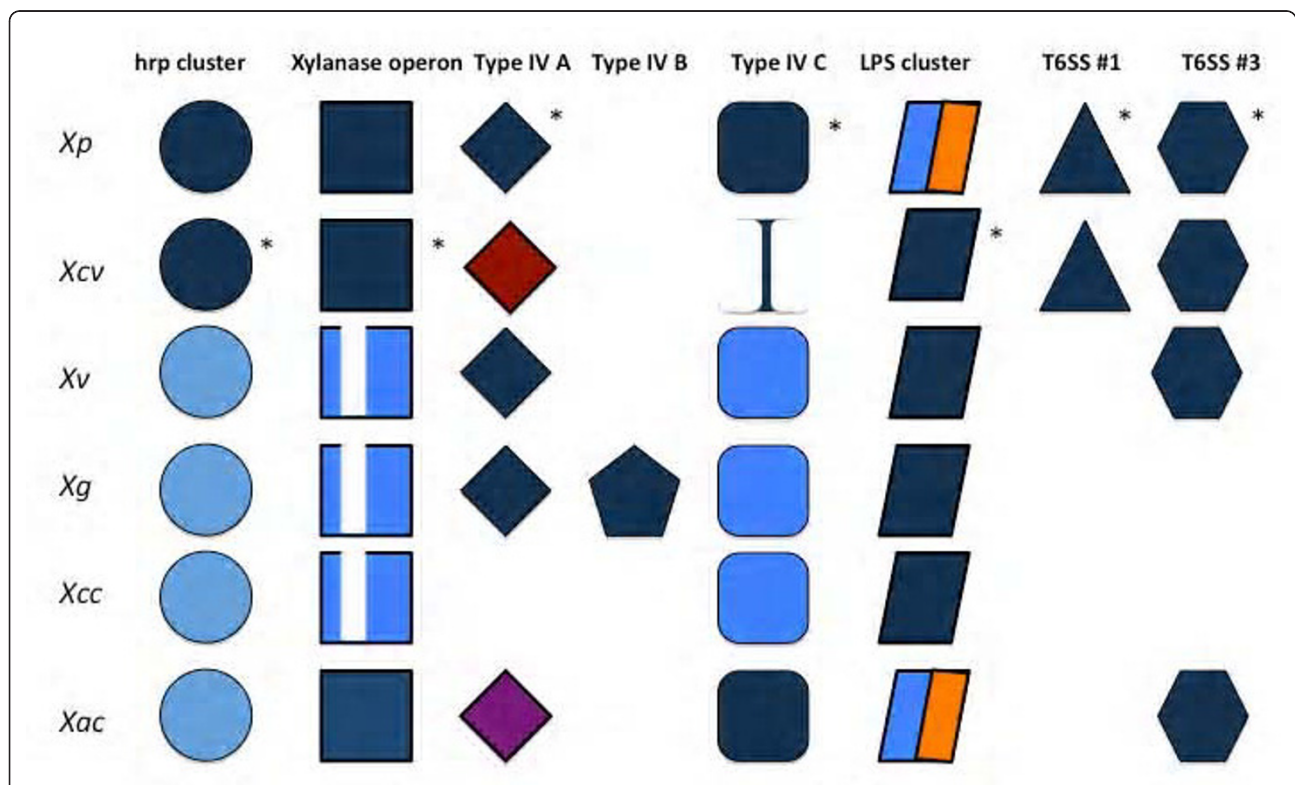 hrp cluster Xylanase operon Type IV A Type IV B Type IV C LPS cluster T6SS #1 T6SS #3
Xp * * * *
Xcv * * *
Xv
Xg
Xcc
Xac